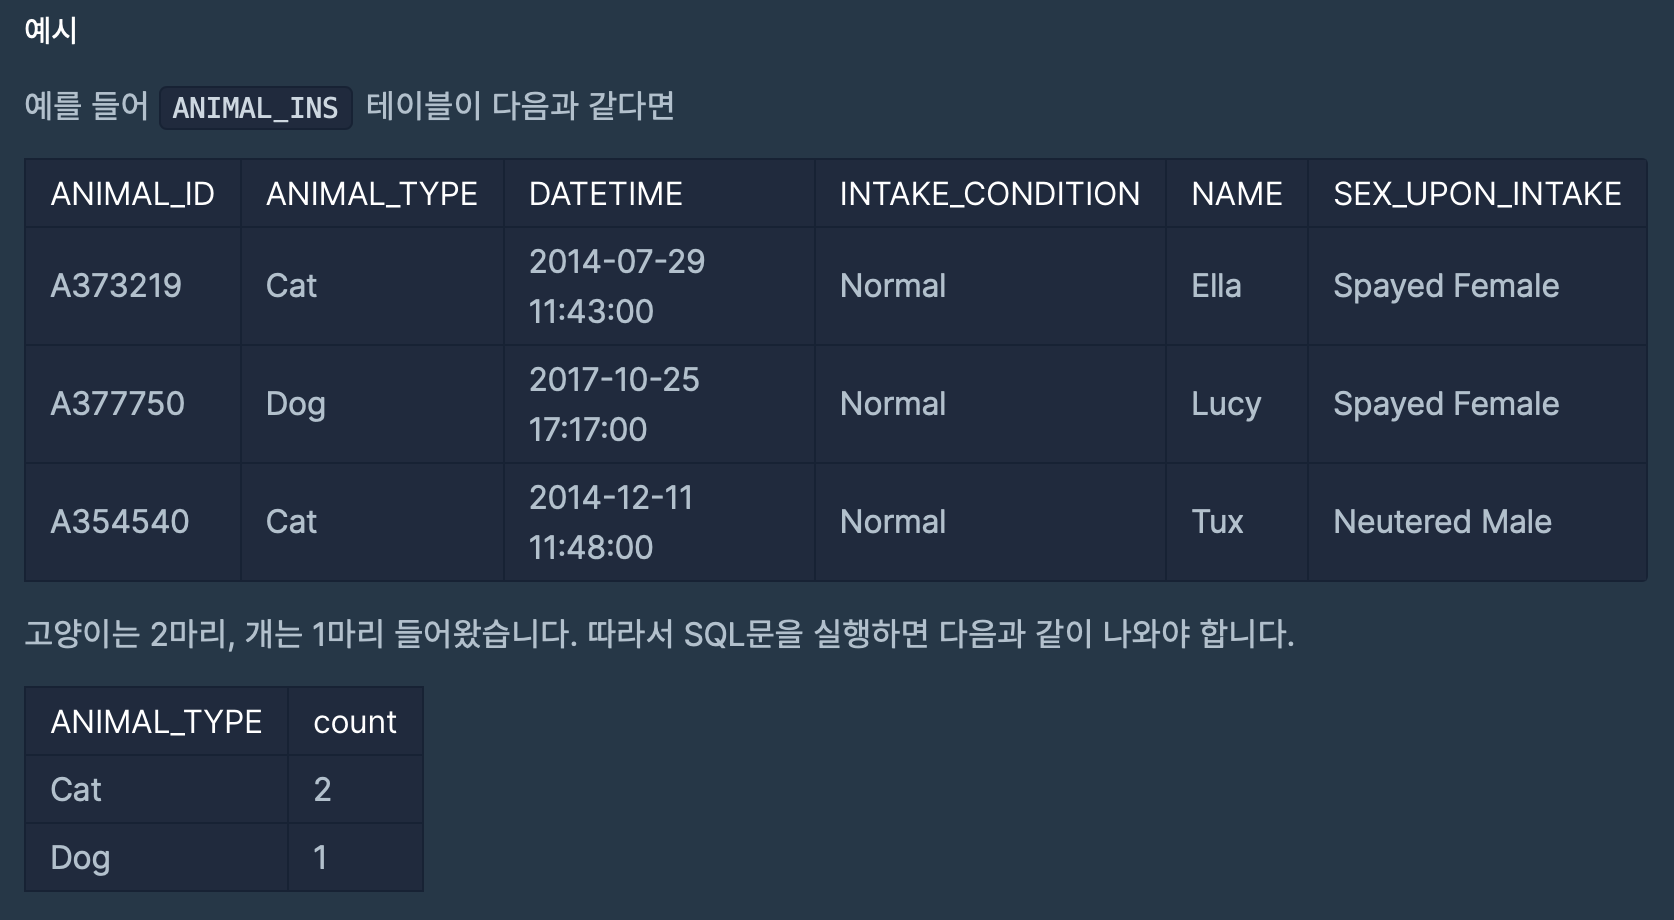 예시
예를 들어 ANIMAL_INS 테이블이 다음과 같다면
ANIMAL_ID ANIMAL_TYPE DATETIME INTAKE_CONDITION NAME SEX_UPON_INTAKE
A373219 Cat 2014-07-29 11:43:00 Normal Ella Spayed Female
A377750 Dog 2017-10-25 17:17:00 Normal Lucy Spayed Female
A354540 Cat 2014-12-11 11:48:00 Normal Tux Neutered Male
고양이는 2마리, 개는 1마리 들어왔습니다. 따라서 SQL문을 실행하면 다음과 같이 나와야 합니다.
ANIMAL_TYPE count
Cat 2
Dog 1